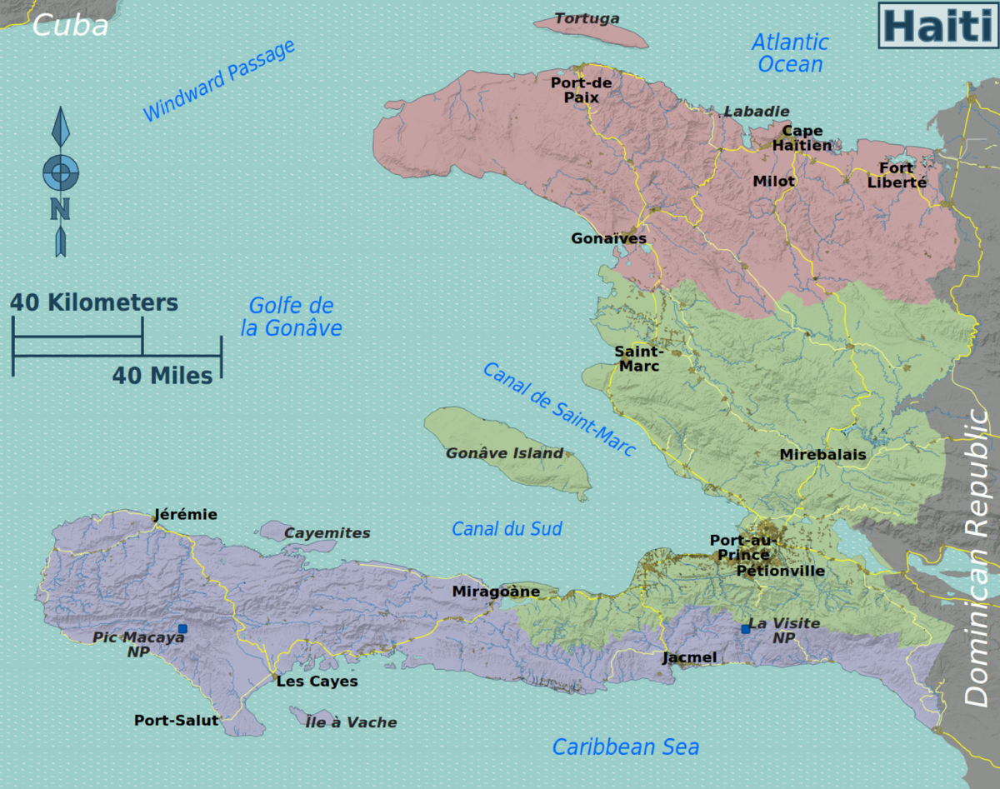 Cuba
Tortuga
Haiti
Atlantic
Ocean
Windward Passage
Port-de
Paix
Labadie
Cape
Haïtien
Fort
Liberté
Milot
N
Gonaïves
40 Kilometers
Golfe de
la Gonâve
40 Miles
Saint-
Marc
Canal de Saint-Marc
Gonâve Island
Mirebalais
Dominican Republic
Jérémie
Cayemites
Canal du Sud
Port-au-
Prince
Pétionville
Miragoàne
Pic Macaya
NP
La Visite
NP
Jacmel
Les Cayes
Port-Salut
Île à Vache
Caribbean Sea